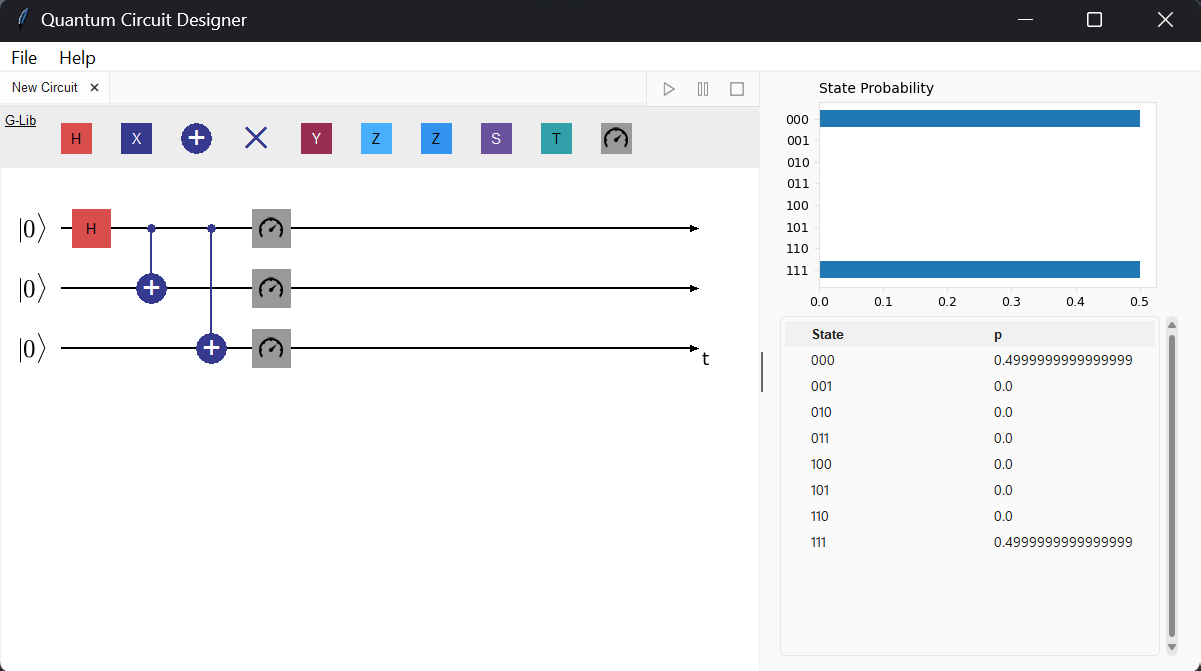 Quantum Circuit Designer
File Help
New Circuit ✕
G-Lib
H X Y Z Z S T
|0⟩ H
|0⟩
|0⟩
t
State Probability
000
001
010
011
100
101
110
111
0.0 0.1 0.2 0.3 0.4 0.5
State p
000 0.4999999999999999
001 0.0
010 0.0
011 0.0
100 0.0
101 0.0
110 0.0
111 0.4999999999999999